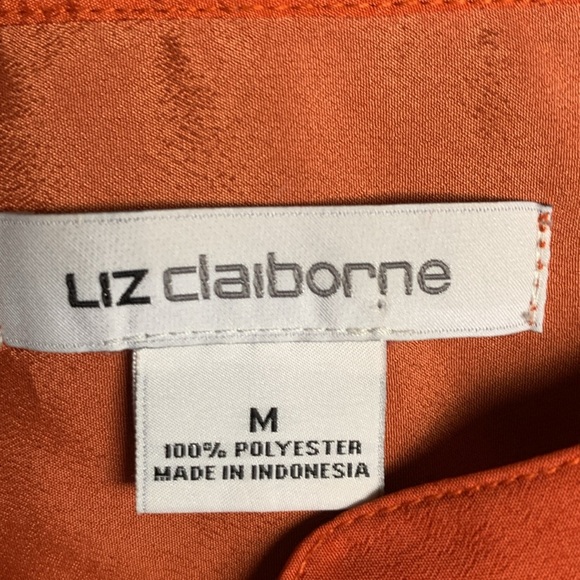 LIZ claiborne
M
100% POLYESTER
MADE IN INDONESIA